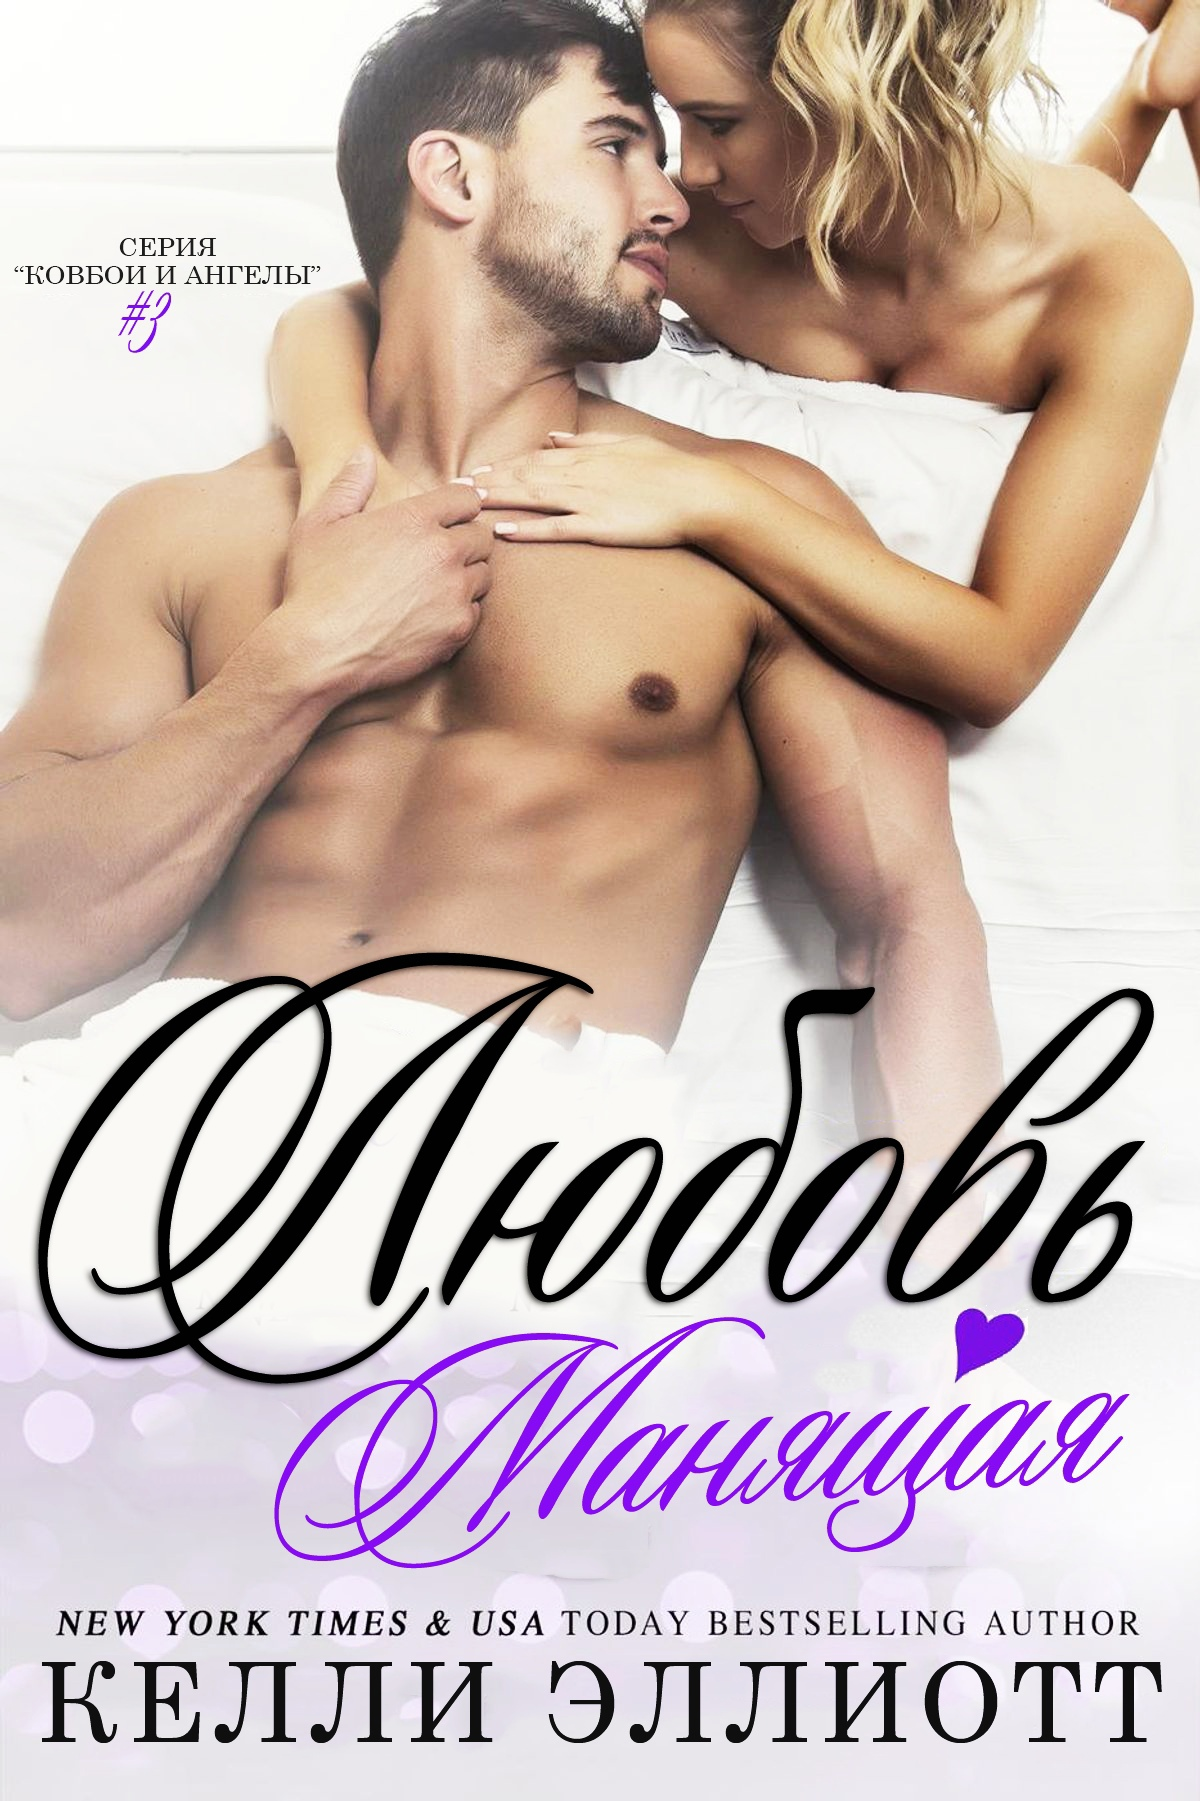 СЕРИЯ
“КОВБОИ И АНГЕЛЫ”
#3
Любовь
Манящая
NEW YORK TIMES & USA TODAY BESTSELLING AUTHOR
КЕЛЛИ ЭЛЛИОТТ